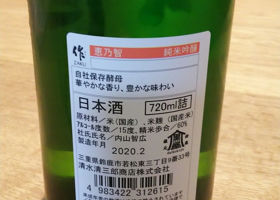 作 恵乃智 純米吟醸
ZAKU
自社保存酵母
華やかな香り、豊かな味わい
日本酒 720ml詰
原材料/米(国産)、米麹(国産米)
アルコール度数/15度、精米歩合/60%
杜氏氏名/内山智広
製造年月 2020.2
三重県鈴鹿市若松東三丁目9番33号
清水清三郎商店株式会社
4 983422 312615